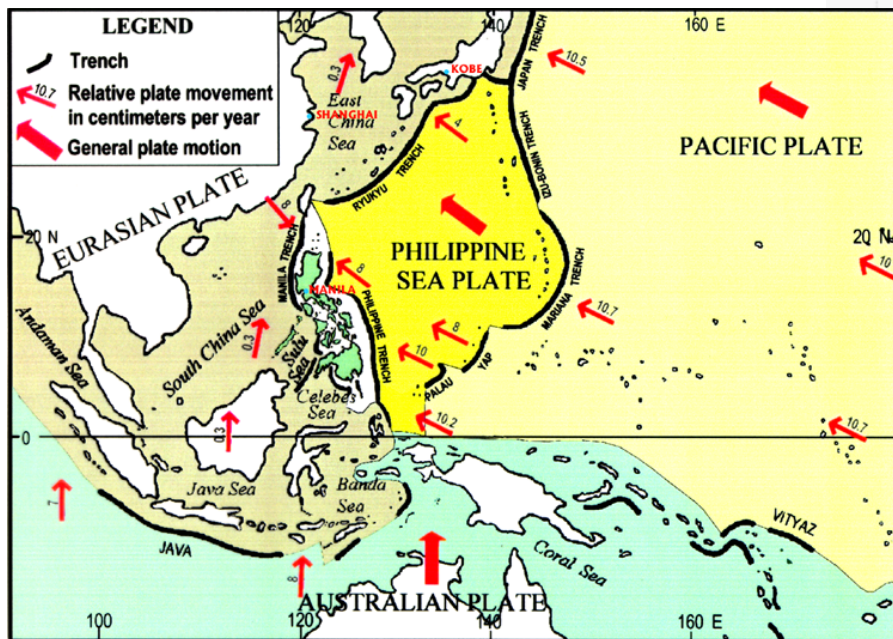 LEGEND
Trench
10.7
Relative plate movement
in centimeters per year
General plate motion
120
140
160 E
0.3
KOBE
JAPAN TRENCH
10.5
East
SHANGHAI
China
Sea
4
PACIFIC PLATE
RYUKYU TRENCH
IZU-BONIN TRENCH
EURASIAN PLATE
8
20 N
20 N
MANILA TRENCH
PHILIPPINE
SEA PLATE
8
10
MANILA
PHILIPPINE TRENCH
MARIANA TRENCH
10.7
Andaman Sea
South China Sea
0.3
Sulu
Sea
8
10
YAP
PALAU
Celebes
Sea
10.2
10.7
0.3
0
0
Java Sea
Banda
Sea
7
JAVA
VITYAZ
Coral Sea
8
AUSTRALIAN PLATE
100
120
140
160 E